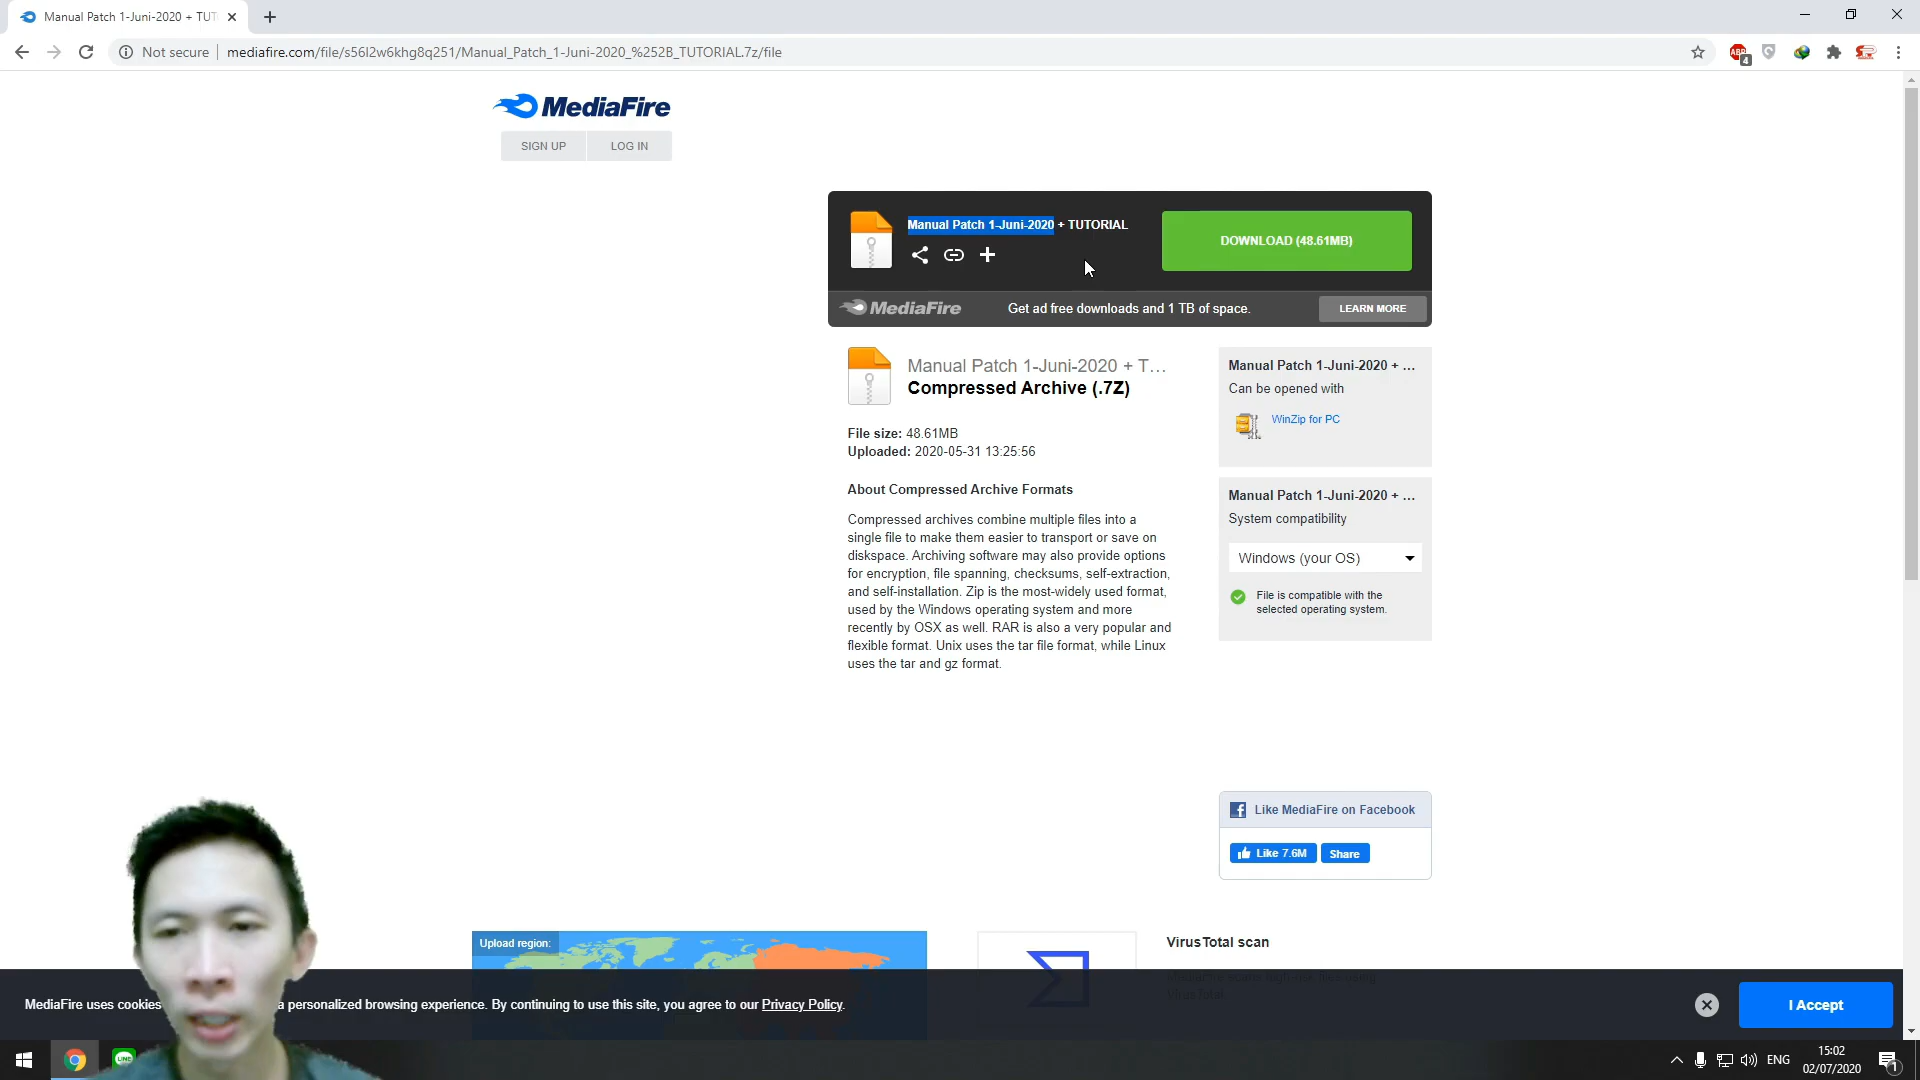 Manual Patch 1-Juni-2020 + TUT
Not secure
mediafire.com/file/s56l2w6khg8q251/Manual_Patch_1-Juni-2020_%252B_TUTORIAL.7z/file
4
MediaFire
SIGN UP
LOG IN
Manual Patch 1-Juni-2020 + TUTORIAL
DOWNLOAD (48.61MB)
MediaFire
Get ad free downloads and 1 TB of space.
LEARN MORE
Manual Patch 1-Juni-2020 + T...
Compressed Archive (.7Z)
File size: 48.61MB
Uploaded: 2020-05-31 13:25:56
About Compressed Archive Formats
Compressed archives combine multiple files into a
single file to make them easier to transport or save on
diskspace. Archiving software may also provide options
for encryption, file spanning, checksums, self-extraction,
and self-installation. Zip is the most-widely used format,
used by the Windows operating system and more
recently by OSX as well. RAR is also a very popular and
flexible format. Unix uses the tar file format, while Linux
uses the tar and gz format.
Manual Patch 1-Juni-2020 + ...
Can be opened with
WinZip for PC
Manual Patch 1-Juni-2020 + ...
System compatibility
Windows (your OS)
File is compatible with the
selected operating system.
Like MediaFire on Facebook
Like 7.6M
Share
Upload region:
VirusTotal scan
MediaFire uses cookies
a personalized browsing experience. By continuing to use this site, you agree to our Privacy Policy.
I Accept
LINE
ENG
15:02
02/07/2020
1